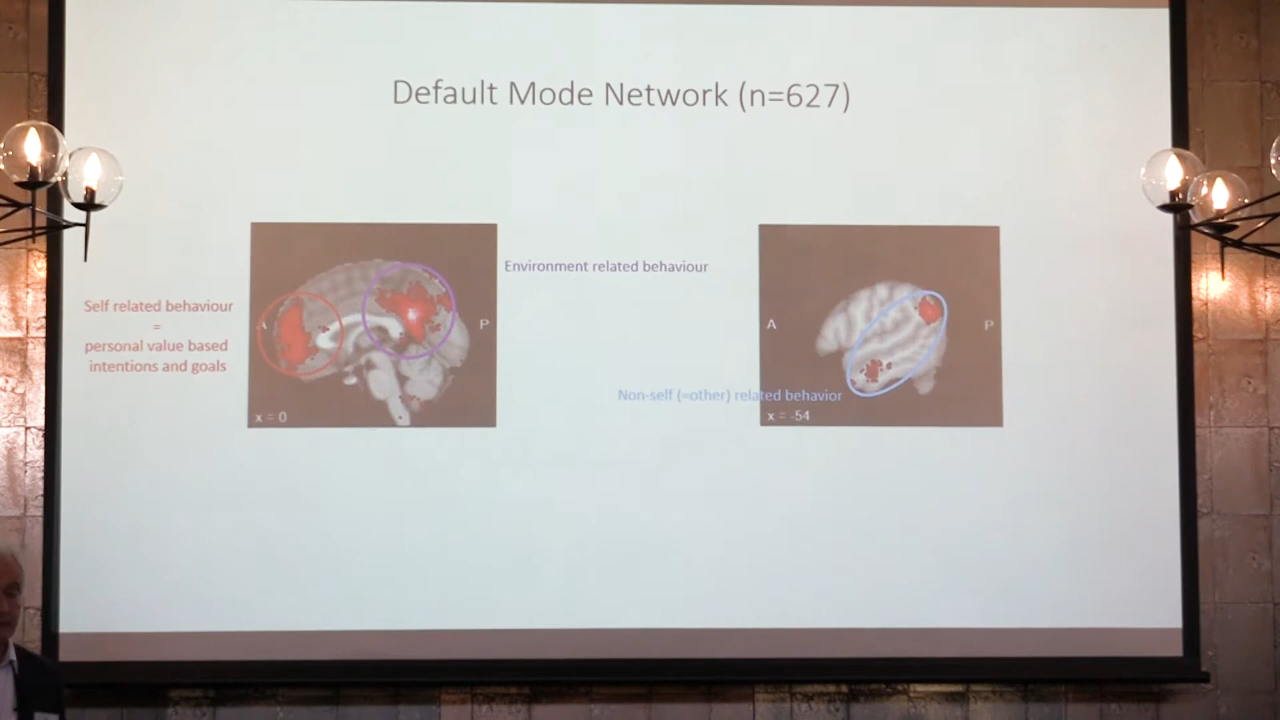 Default Mode Network (n=627)
Self related behaviour
=
personal value based
intentions and goals
A
P
x = 0
Environment related behaviour
Non-self (=other) related behavior
A
P
x = -54